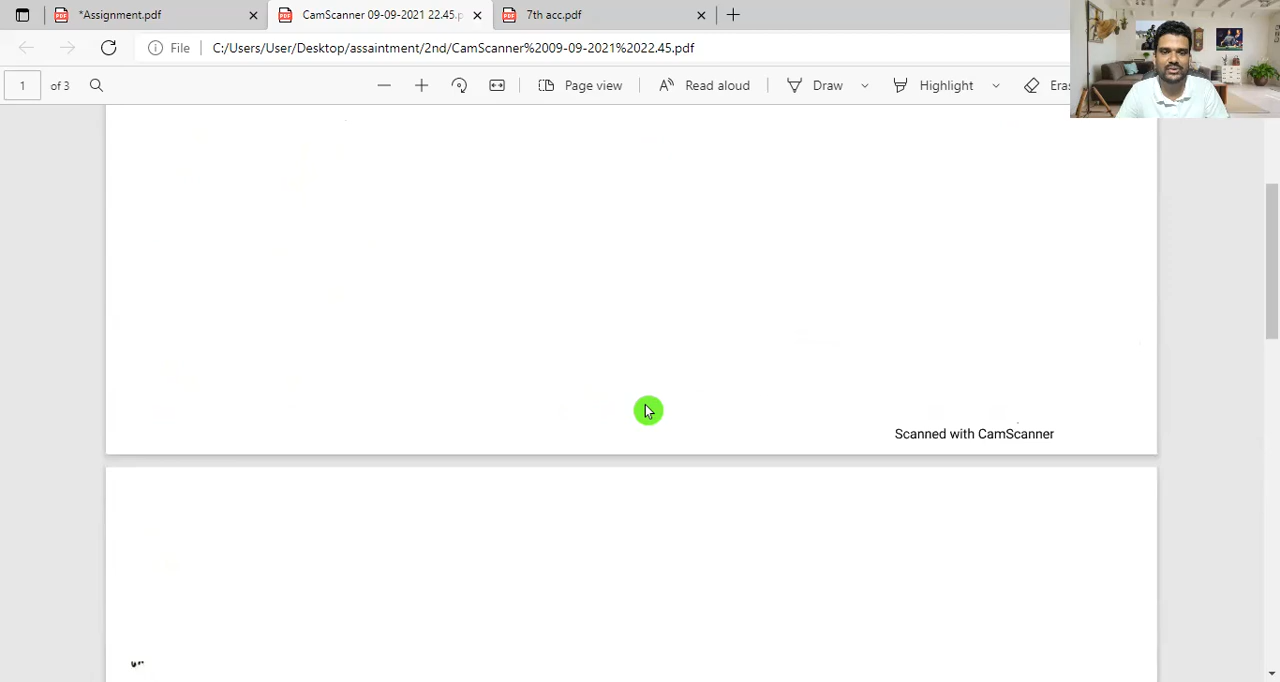 *Assignment.pdf
CamScanner 09-09-2021 22.45.p
7th acc.pdf
File
C:/Users/User/Desktop/assaintment/2nd/CamScanner%2009-09-2021%2022.45.pdf
1 of 3
Page view
Read aloud
Draw
Highlight
Eras
Scanned with CamScanner